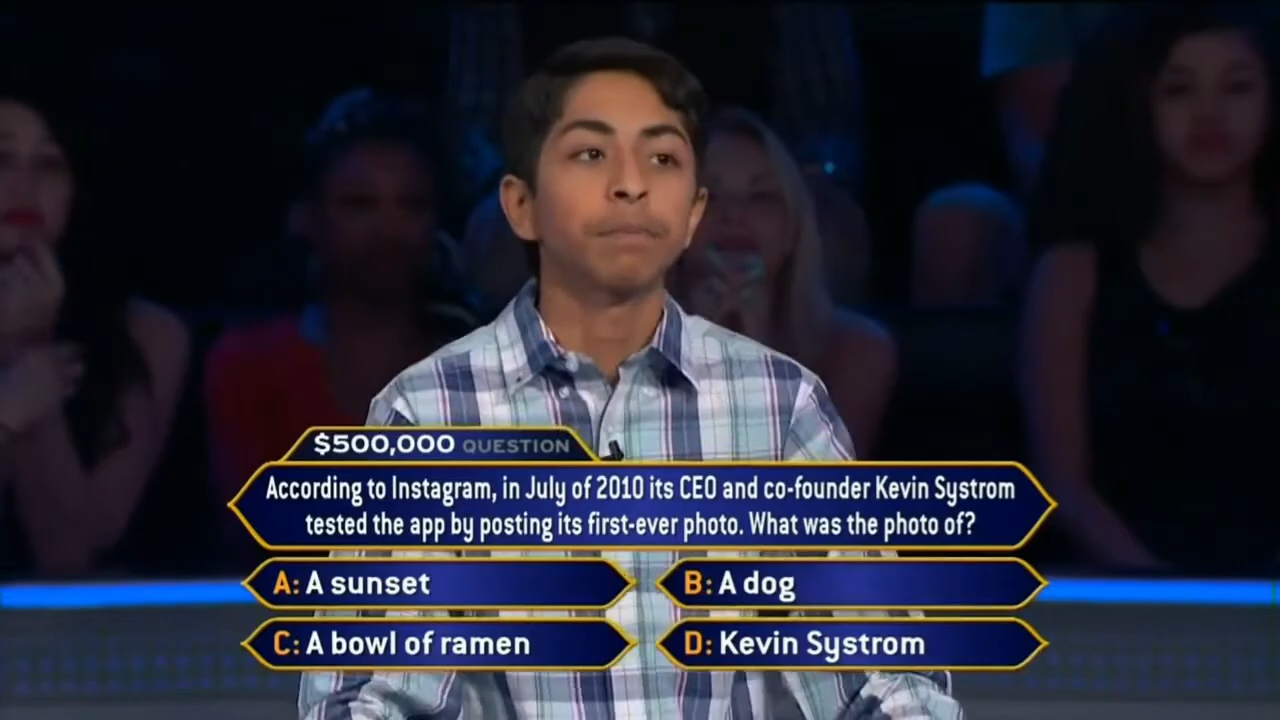 $500,000 QUESTION
According to Instagram, in July of 2010 its CEO and co-founder Kevin Systrom
tested the app by posting its first-ever photo. What was the photo of?
A: A sunset
B: A dog
C: A bowl of ramen
D: Kevin Systrom